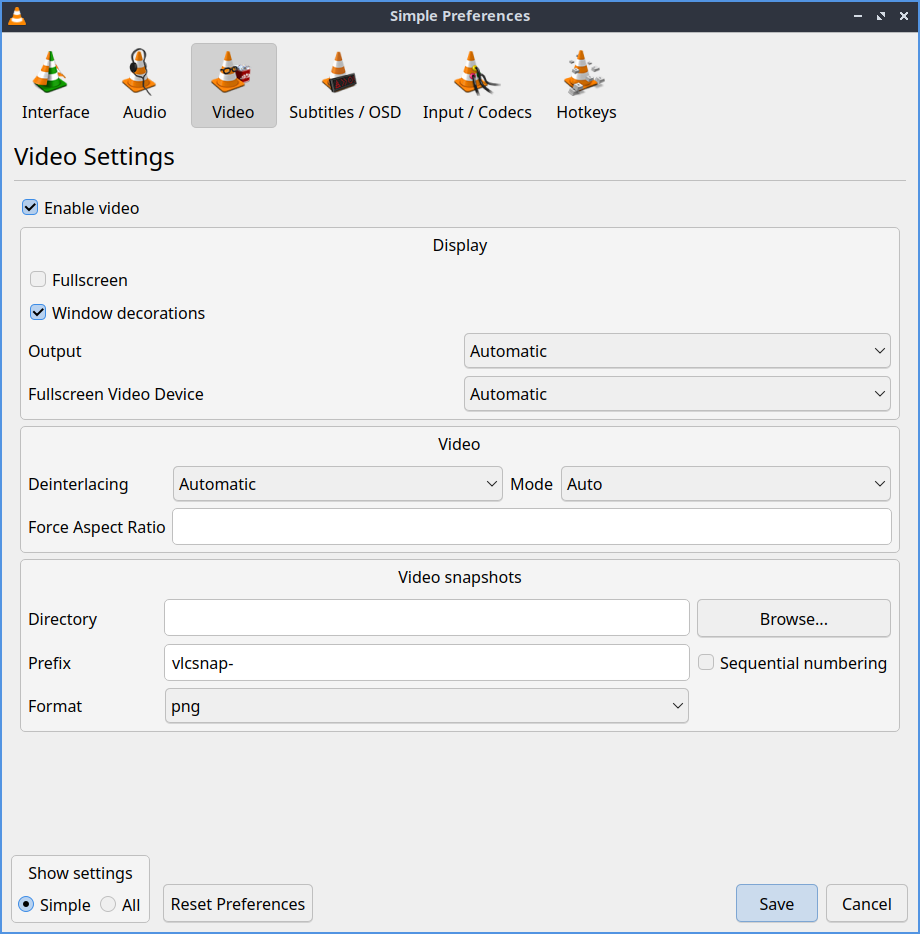 Simple Preferences
Interface Audio Video Subtitles / OSD Input / Codecs Hotkeys
Video Settings
Enable video
Display
Fullscreen
Window decorations
Output Automatic
Fullscreen Video Device Automatic
Video
Deinterlacing Automatic Mode Auto
Force Aspect Ratio
Video snapshots
Directory Browse...
Prefix vlcsnap- Sequential numbering
Format png
Show settings
Simple All Reset Preferences Save Cancel